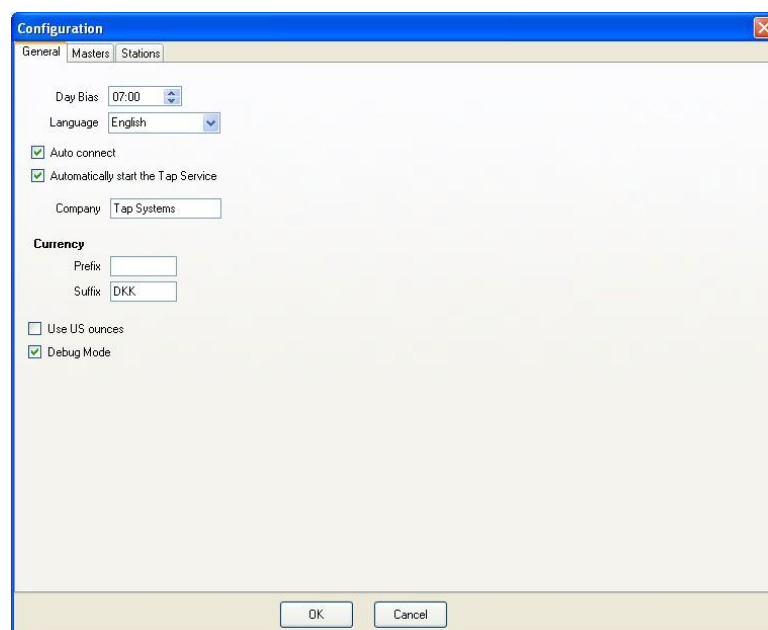 Configuration
General Masters Stations
Day Bias 07:00
Language English
Auto connect
Automatically start the Tap Service
Company Tap Systems
Currency
Prefix
Suffix DKK
Use US ounces
Debug Mode
OK Cancel